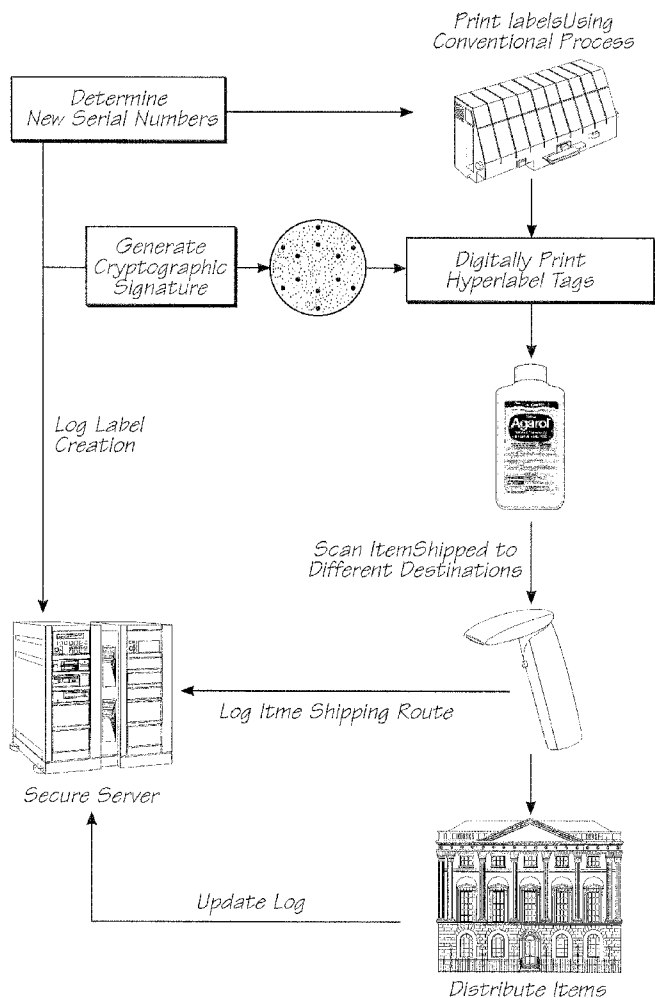 Print labelsUsing
Conventional Process
Determine
New Serial Numbers
Generate
Cryptographic
Signature
Digitally Print
Hyperlabel Tags
Agarol
Log Label
Creation
Scan ItemShipped to
Different Destinations
Log Itme Shipping Route
Secure Server
Update Log
Distribute Items